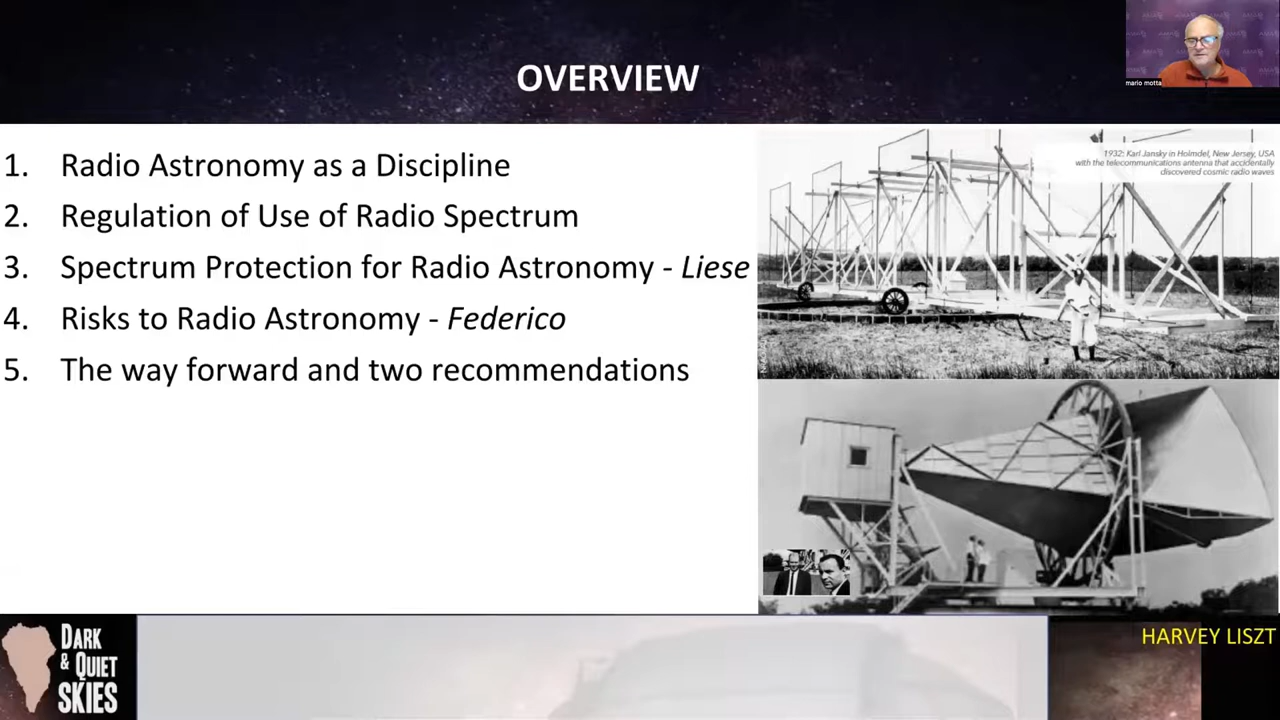 OVERVIEW
mario motta
1. Radio Astronomy as a Discipline
2. Regulation of Use of Radio Spectrum
3. Spectrum Protection for Radio Astronomy - Liese
4. Risks to Radio Astronomy - Federico
5. The way forward and two recommendations
1932: Karl Jansky in Holmdel, New Jersey, USA
with the telecommunications antenna that accidentally
discovered cosmic radio waves
DARK
& QUIET
SKIES
HARVEY LISZT